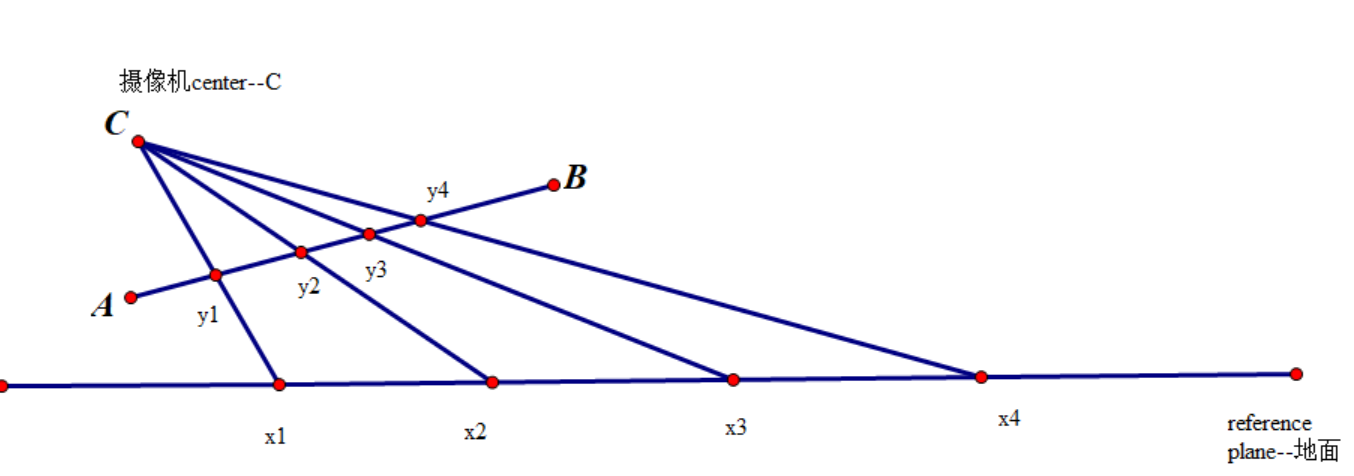 摄像机center--C
C
B
y4
y3
y2
A
y1
x1
x2
x3
x4
reference
plane--地面